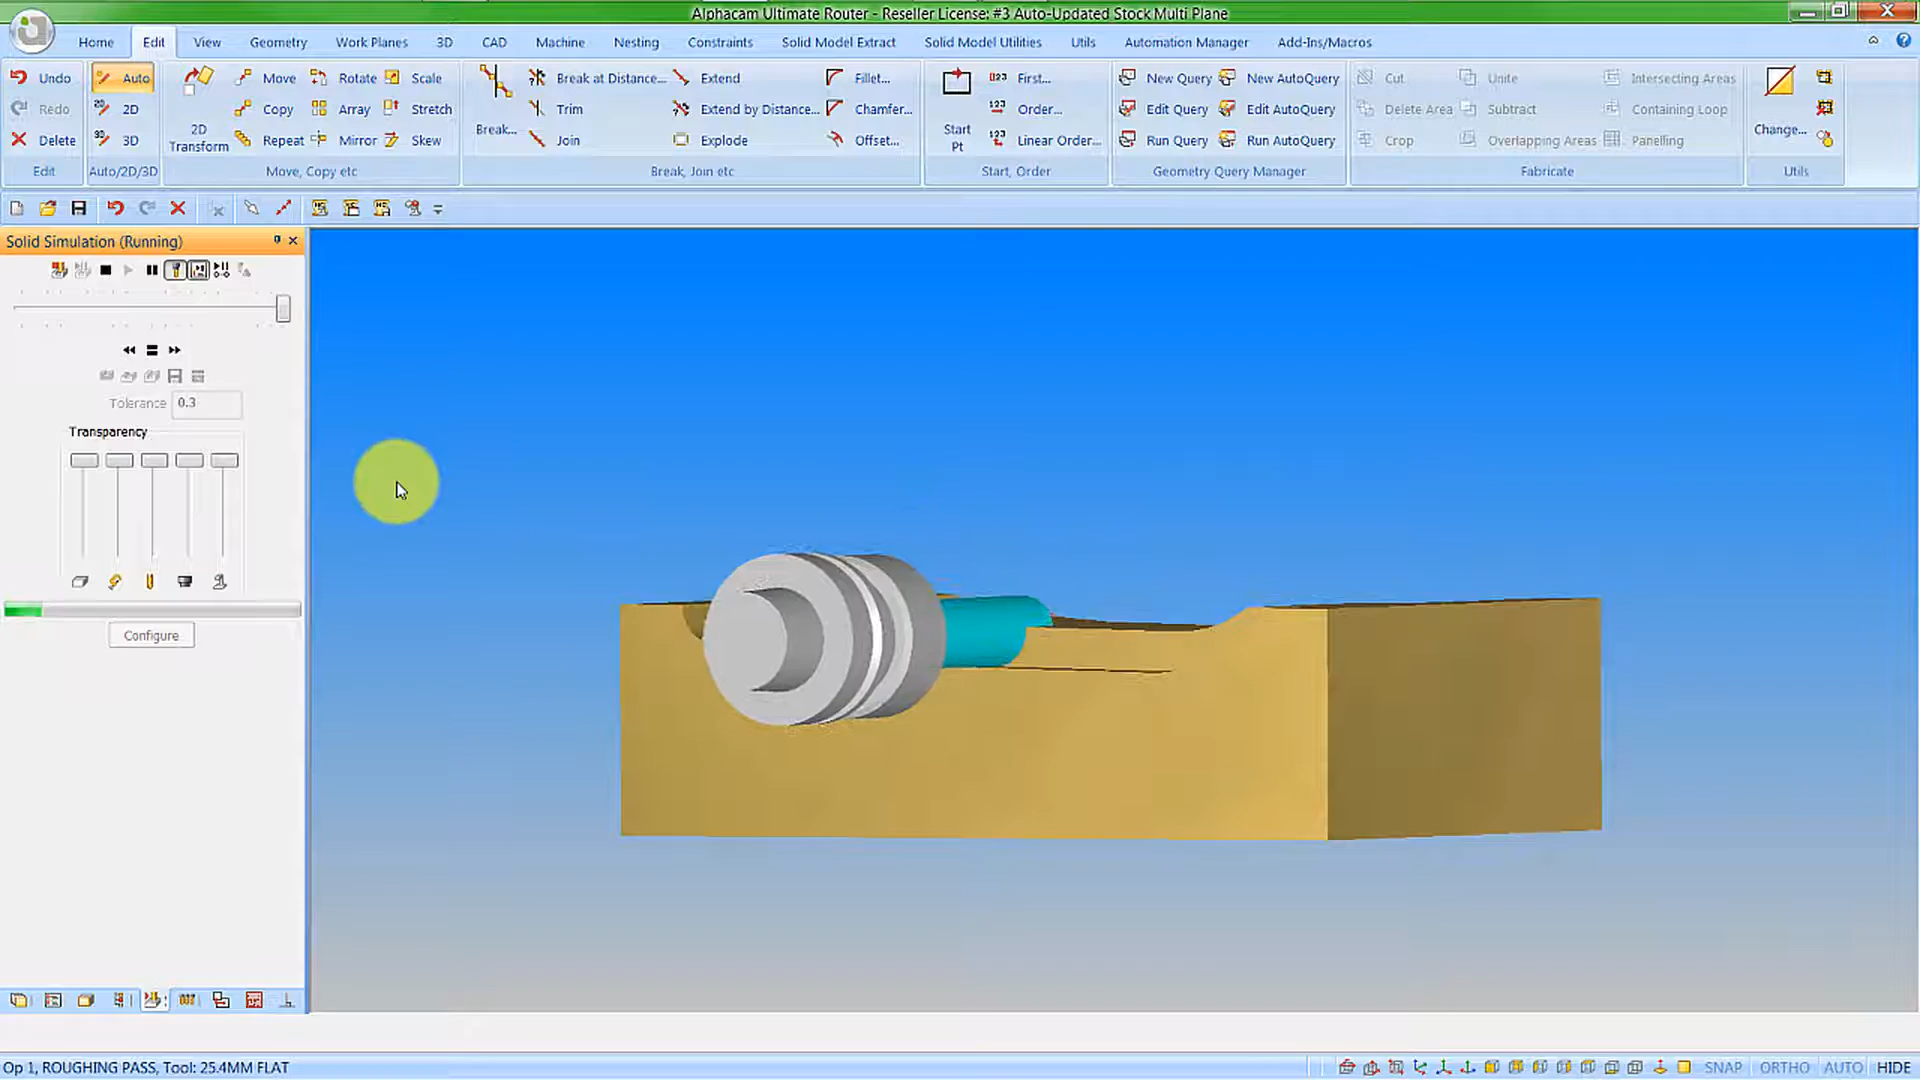 Alphacam Ultimate Router - Reseller License: #3 Auto-Updated Stock Multi Plane
Home Edit View Geometry Work Planes 3D CAD Machine Nesting Constraints Solid Model Extract Solid Model Utilities Utils Automation Manager Add-Ins/Macros
Undo Auto Move Rotate Scale Break at Distance... Extend Fillet... First... New Query New AutoQuery Cut Unite Intersecting Areas
Redo 2D Copy Array Stretch Trim Extend by Distance... Chamfer... Order... Edit Query Edit AutoQuery Delete Area Subtract Containing Loop
2D Transform Break... Start Pt Change...
Delete 3D Repeat Mirror Skew Join Explode Offset... Linear Order... Run Query Run AutoQuery Crop Overlapping Areas Panelling
Edit Auto/2D/3D Move, Copy etc Break, Join etc Start, Order Geometry Query Manager Fabricate Utils
Solid Simulation (Running)
Tolerance 0.3
Transparency
Configure
Op 1, ROUGHING PASS, Tool: 25.4MM FLAT SNAP ORTHO AUTO HIDE